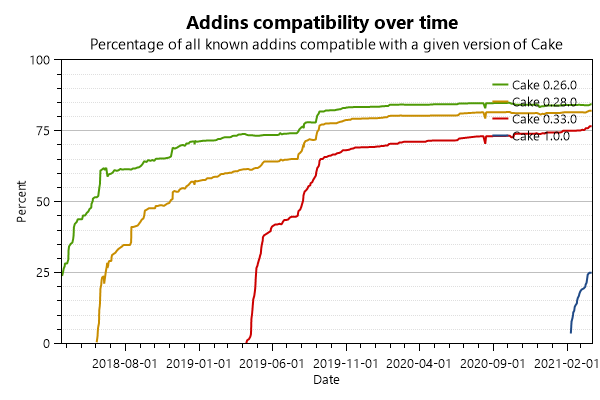 Addins compatibility over time
Percentage of all known addins compatible with a given version of Cake
100
75
50
25
0
Percent
Cake 0.26.0
Cake 0.28.0
Cake 0.33.0
Cake 1.0.0
2018-08-01 2019-01-01 2019-06-01 2019-11-01 2020-04-01 2020-09-01 2021-02-01
Date